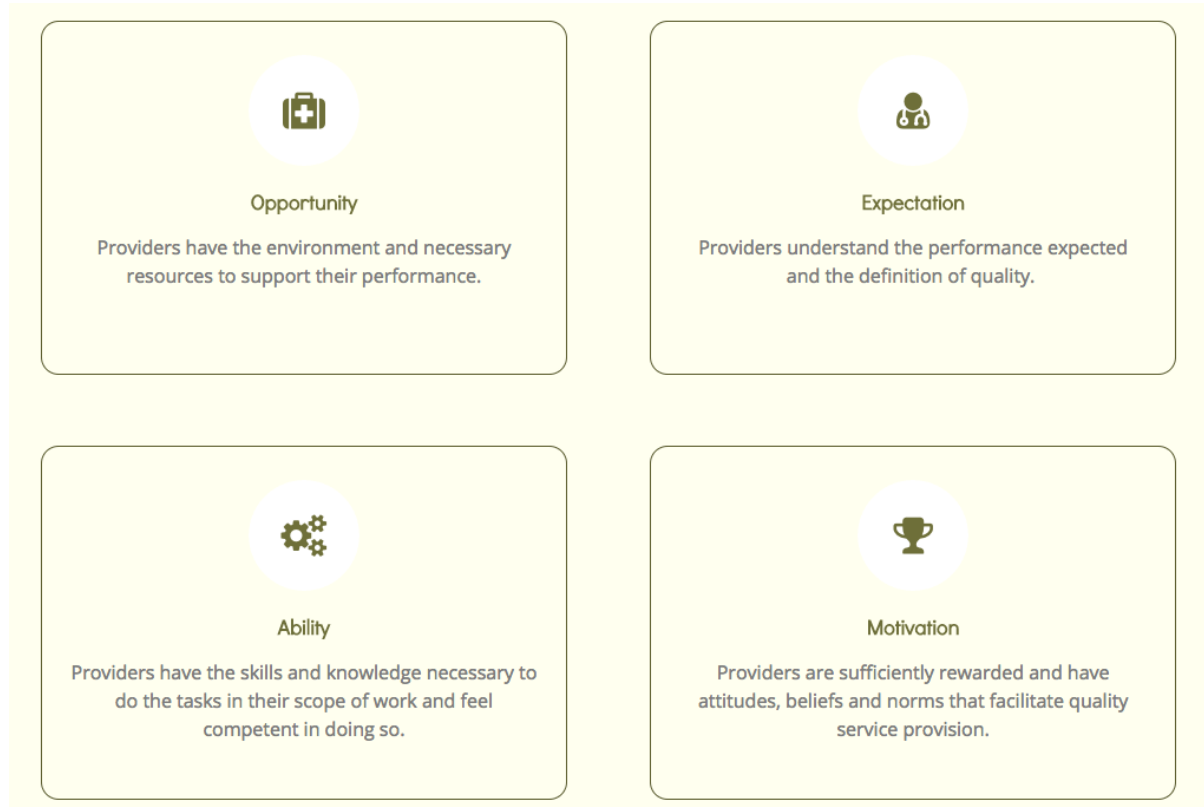 Opportunity
Providers have the environment and necessary
resources to support their performance.
Expectation
Providers understand the performance expected
and the definition of quality.
Ability
Providers have the skills and knowledge necessary to
do the tasks in their scope of work and feel
competent in doing so.
Motivation
Providers are sufficiently rewarded and have
attitudes, beliefs and norms that facilitate quality
service provision.